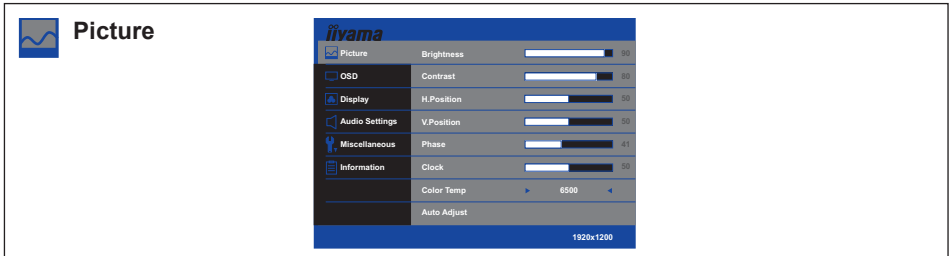 Picture
iiyama
Picture Brightness 90
OSD Contrast 80
Display H.Position 50
Audio Settings V.Position 50
Miscellaneous Phase 41
Information Clock 50
Color Temp 6500
Auto Adjust
1920x1200